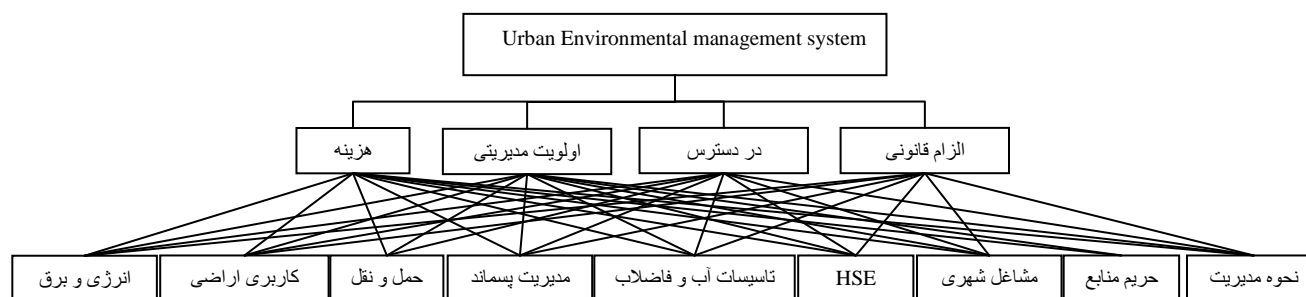 Urban Environmental management system
الزام قانونی
در دسترس
اولویت مدیریتی
هزینه
نحوه مدیریت
حریم منابع
مشاغل شهری
HSE
تاسیسات آب و فاضلاب
مدیریت پسماند
حمل و نقل
کاربری اراضی
انرژی و برق